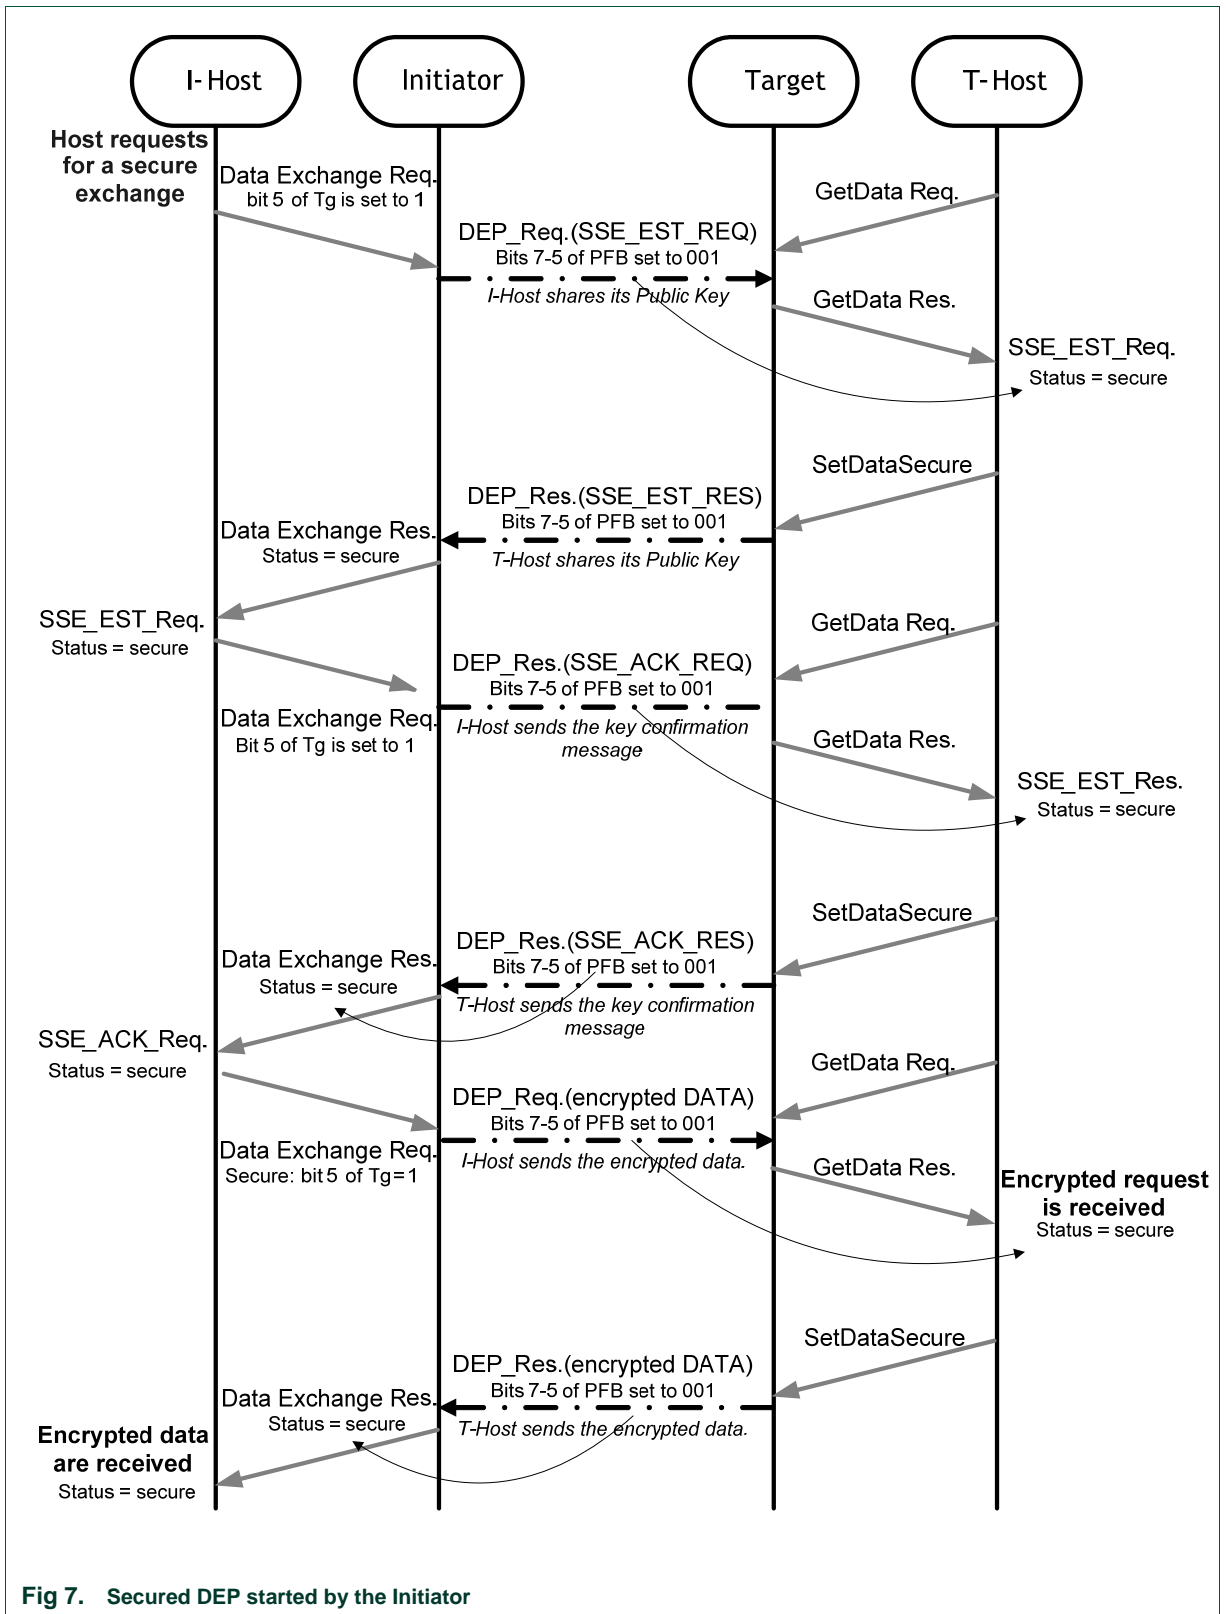 I-Host
Initiator
Target
T-Host
Host requests
for a secure
exchange
Data Exchange Req.
bit 5 of Tg is set to 1
GetData Req.
DEP_Req.(SSE_EST_REQ)
Bits 7-5 of PFB set to 001
I-Host shares its Public Key
GetData Res.
SSE_EST_Req.
Status = secure
SetDataSecure
DEP_Res.(SSE_EST_RES)
Bits 7-5 of PFB set to 001
T-Host shares its Public Key
Data Exchange Res.
Status = secure
SSE_EST_Req.
Status = secure
GetData Req.
DEP_Res.(SSE_ACK_REQ)
Bits 7-5 of PFB set to 001
I-Host sends the key confirmation
message
Data Exchange Req.
Bit 5 of Tg is set to 1
GetData Res.
SSE_EST_Res.
Status = secure
SetDataSecure
DEP_Res.(SSE_ACK_RES)
Bits 7-5 of PFB set to 001
T-Host sends the key confirmation
message
Data Exchange Res.
Status = secure
SSE_ACK_Req.
Status = secure
GetData Req.
DEP_Req.(encrypted DATA)
Bits 7-5 of PFB set to 001
I-Host sends the encrypted data.
Data Exchange Req.
Secure: bit 5 of Tg=1
GetData Res.
Encrypted request
is received
Status = secure
SetDataSecure
DEP_Res.(encrypted DATA)
Bits 7-5 of PFB set to 001
T-Host sends the encrypted data.
Data Exchange Res.
Status = secure
Encrypted data
are received
Status = secure
Fig 7. Secured DEP started by the Initiator